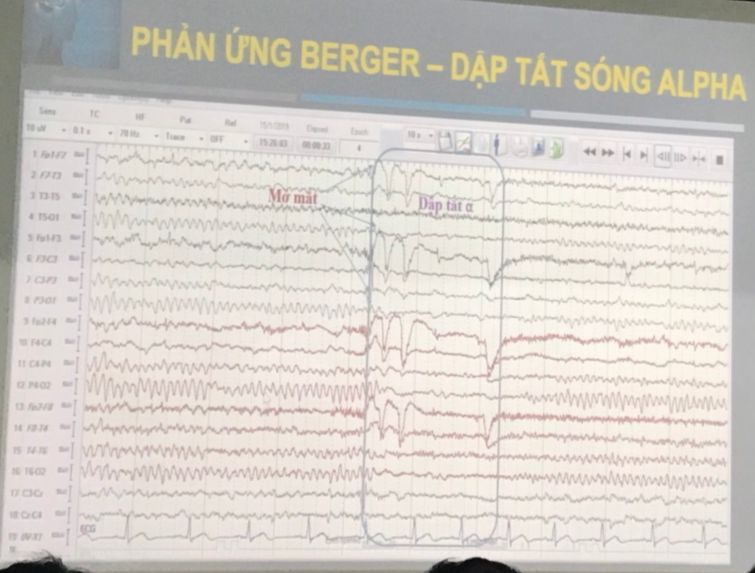 PHẢN ỨNG BERGER – DẬP TẮT SÓNG ALPHA
Sens TC HF Pat Ref 15/1/2019 Elapsed Epoch
10 uV 0.1 s 70 Hz Trace OFF 15:26:03 00:00:33 4 10 s
1 Fp1-F7
2 F7-T3
Mở mắt
Dập tắt α
3 T3-T5
4 T5-O1
5 Fp1-F3
6 F3-C3
7 C3-P3
8 P3-O1
9 Fp2-F4
10 F4-C4
11 C4-P4
12 P4-O2
13 Fp2-F8
14 F8-T4
15 T4-T6
16 T6-O2
17 C3-Cz
18 Cz-C4
ECG
19